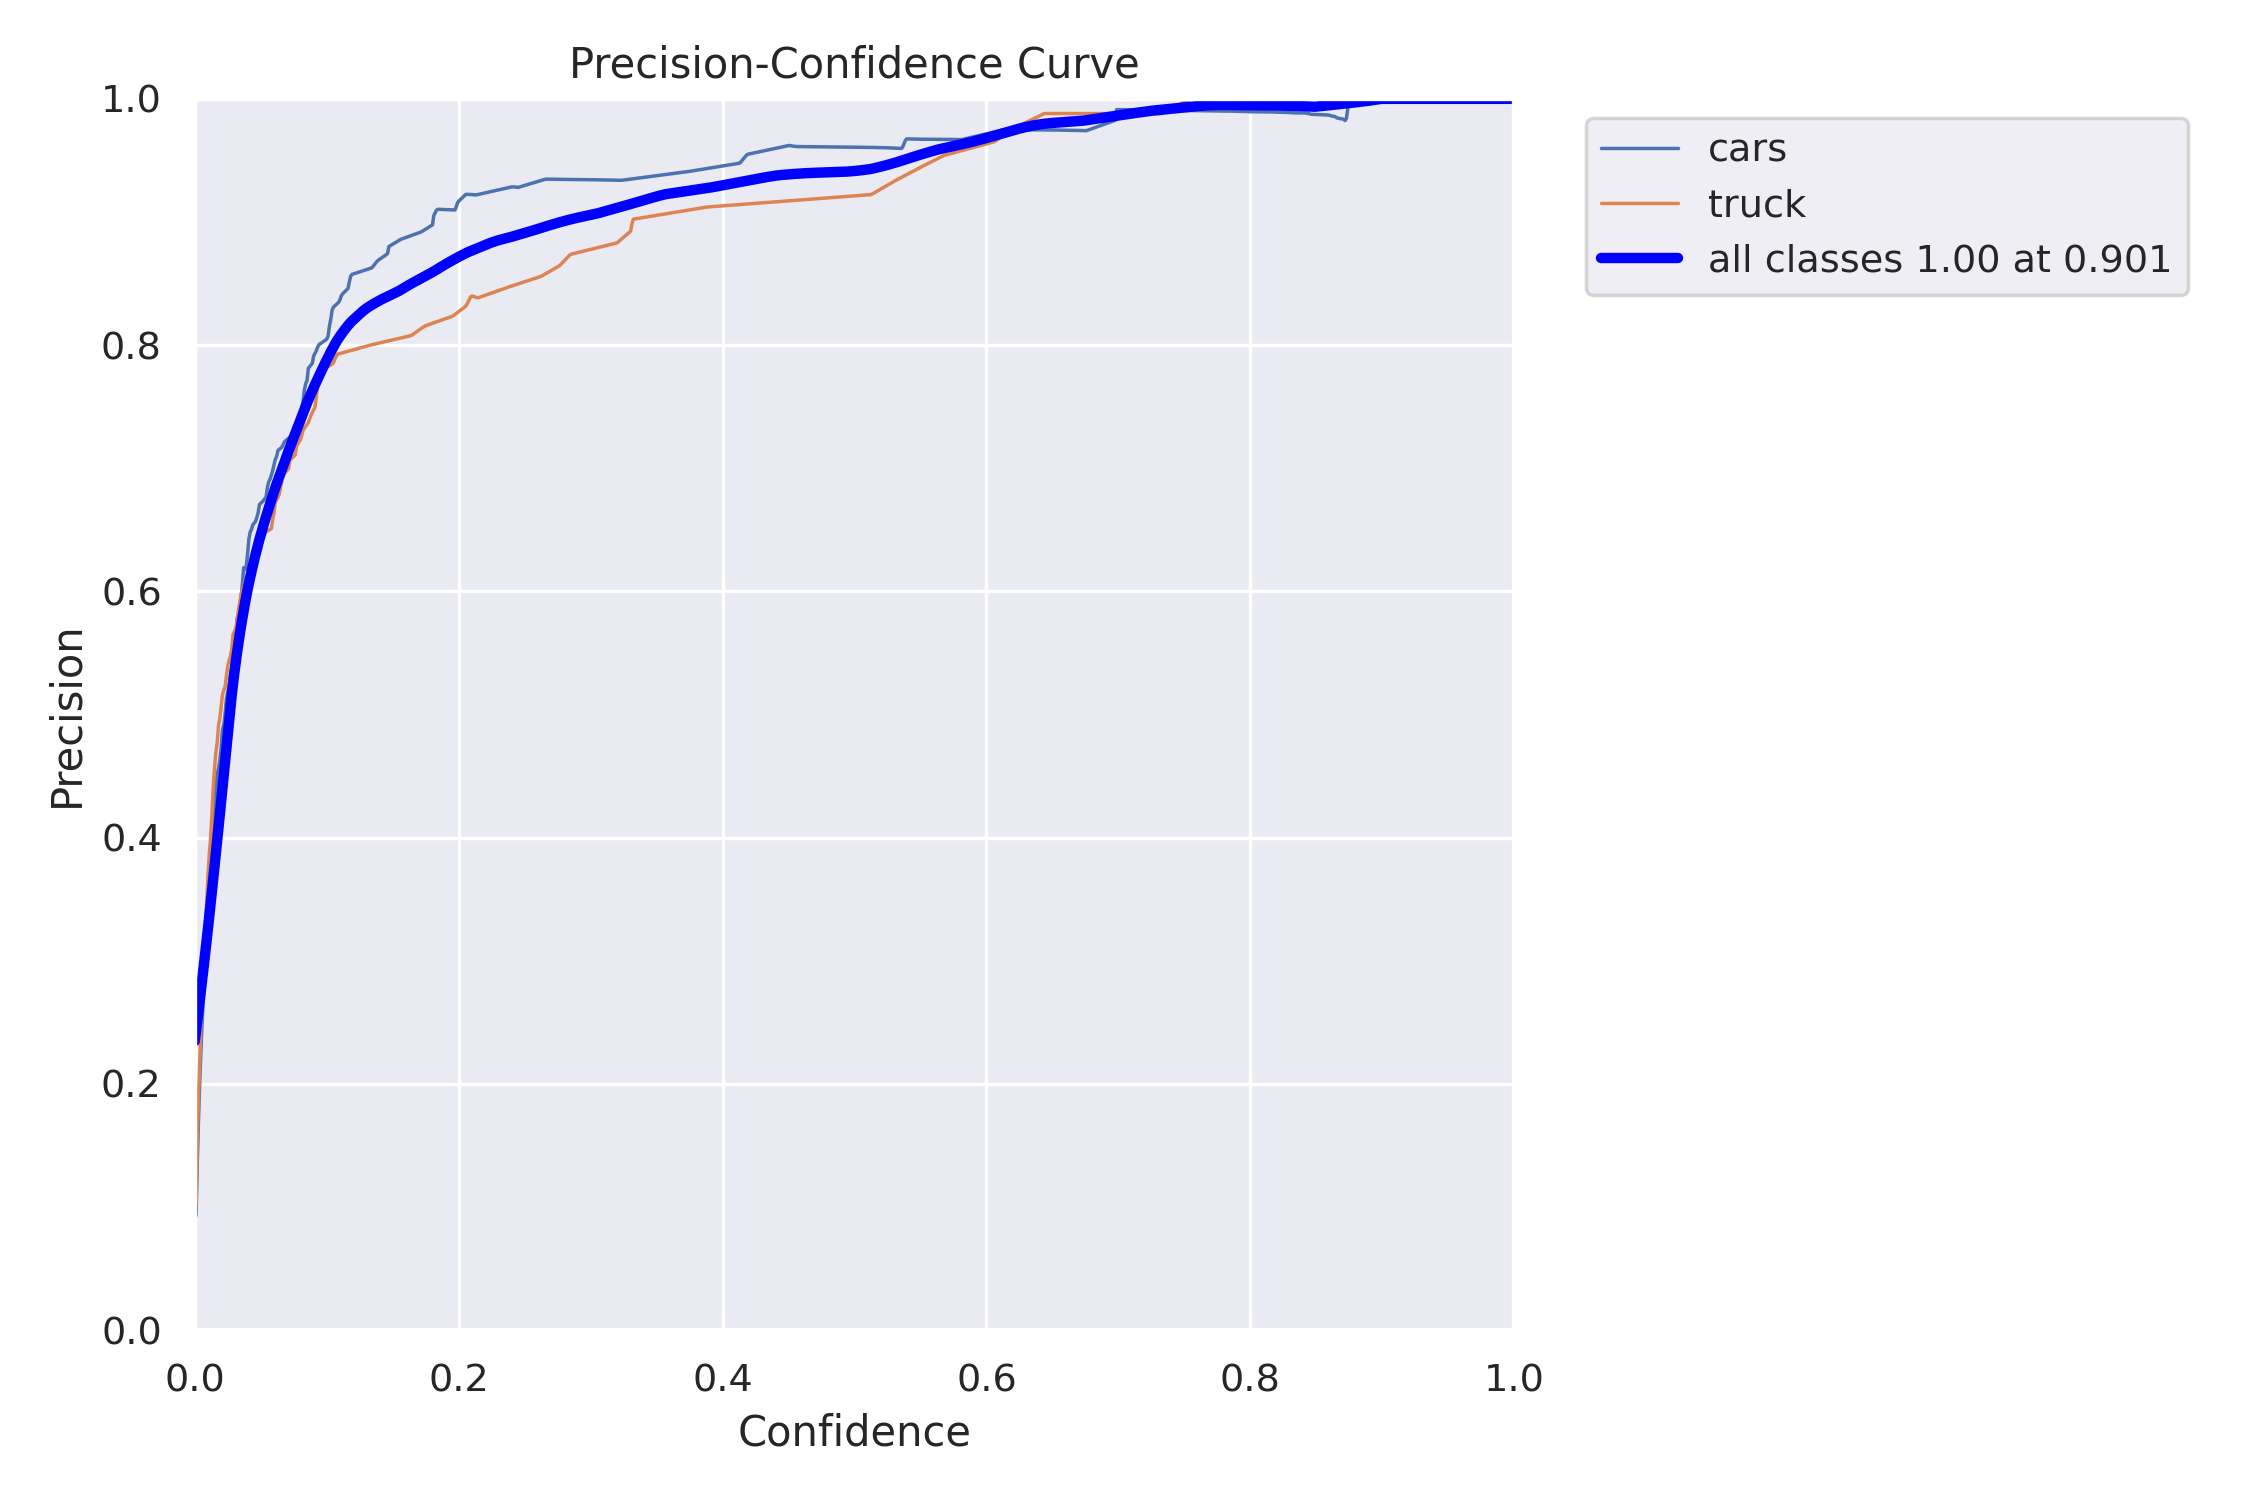 Precision-Confidence Curve
1.0
0.8
0.6
0.4
0.2
0.0
Precision
0.0 0.2 0.4 0.6 0.8 1.0
Confidence
cars
truck
all classes 1.00 at 0.901